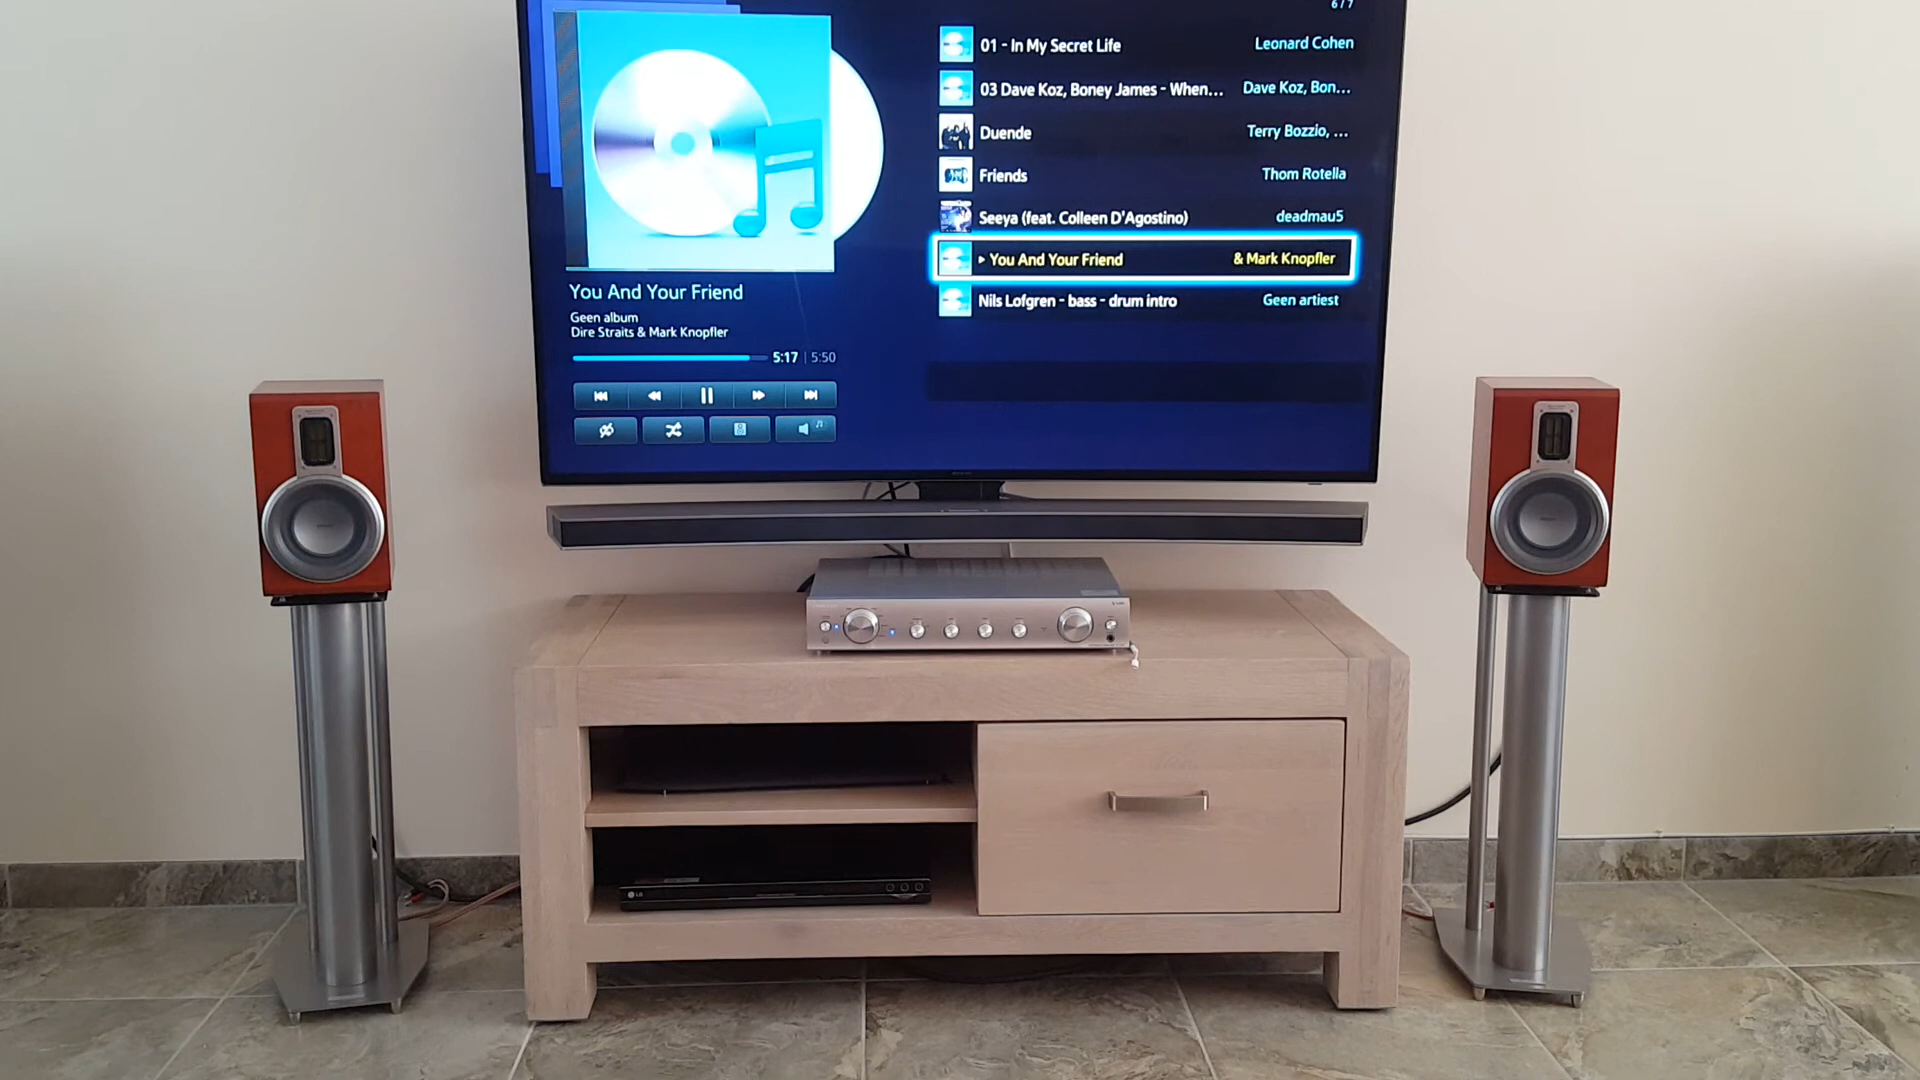 6/7
01 - In My Secret Life Leonard Cohen
03 Dave Koz, Boney James - When... Dave Koz, Bon...
Duende Terry Bozzio, ...
Friends Thom Rotella
Seeya (feat. Colleen D'Agostino) deadmau5
You And Your Friend & Mark Knopfler
Nils Lofgren - bass - drum intro Geen artiest
You And Your Friend
Geen album
Dire Straits & Mark Knopfler
5:17 | 5:50
LG